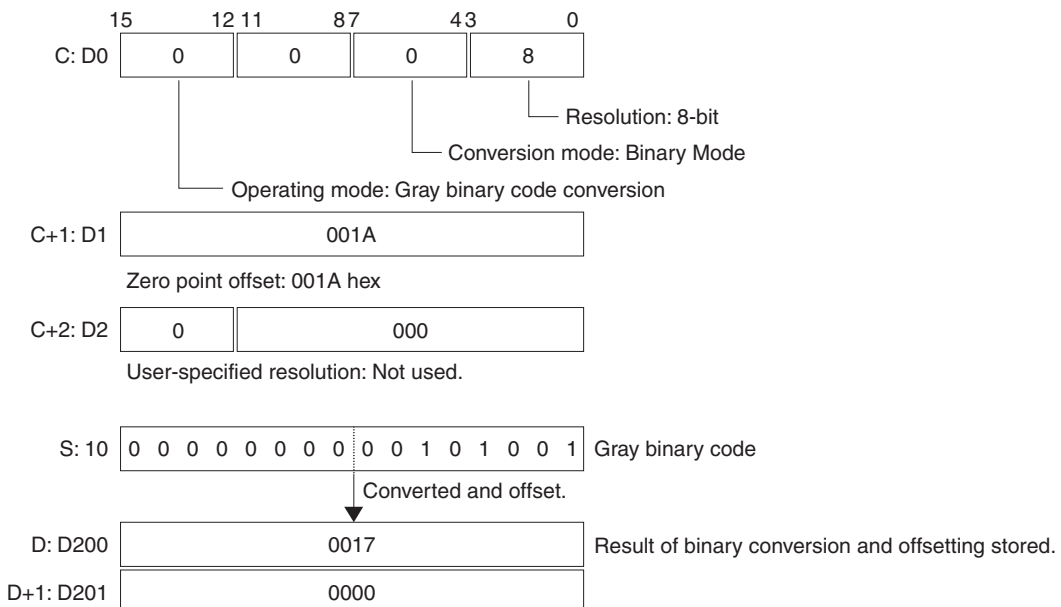 15 12 11 8 7 4 3 0
C: D0 0 0 0 8
Resolution: 8-bit
Conversion mode: Binary Mode
Operating mode: Gray binary code conversion
C+1: D1 001A
Zero point offset: 001A hex
C+2: D2 0 000
User-specified resolution: Not used.
S: 10 0 0 0 0 0 0 0 0 0 0 1 0 1 0 0 1 Gray binary code
Converted and offset.
D: D200 0017 Result of binary conversion and offsetting stored.
D+1: D201 0000